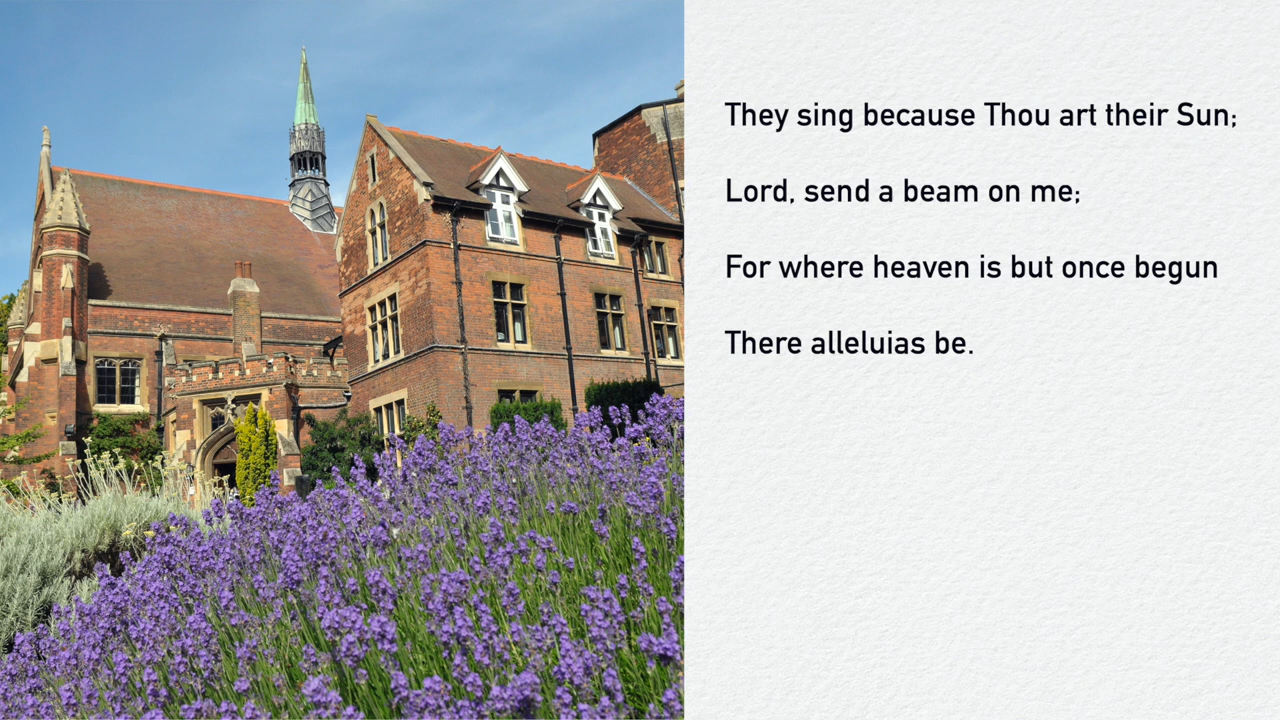 They sing because Thou art their Sun;
Lord, send a beam on me;
For where heaven is but once begun
There alleluias be.